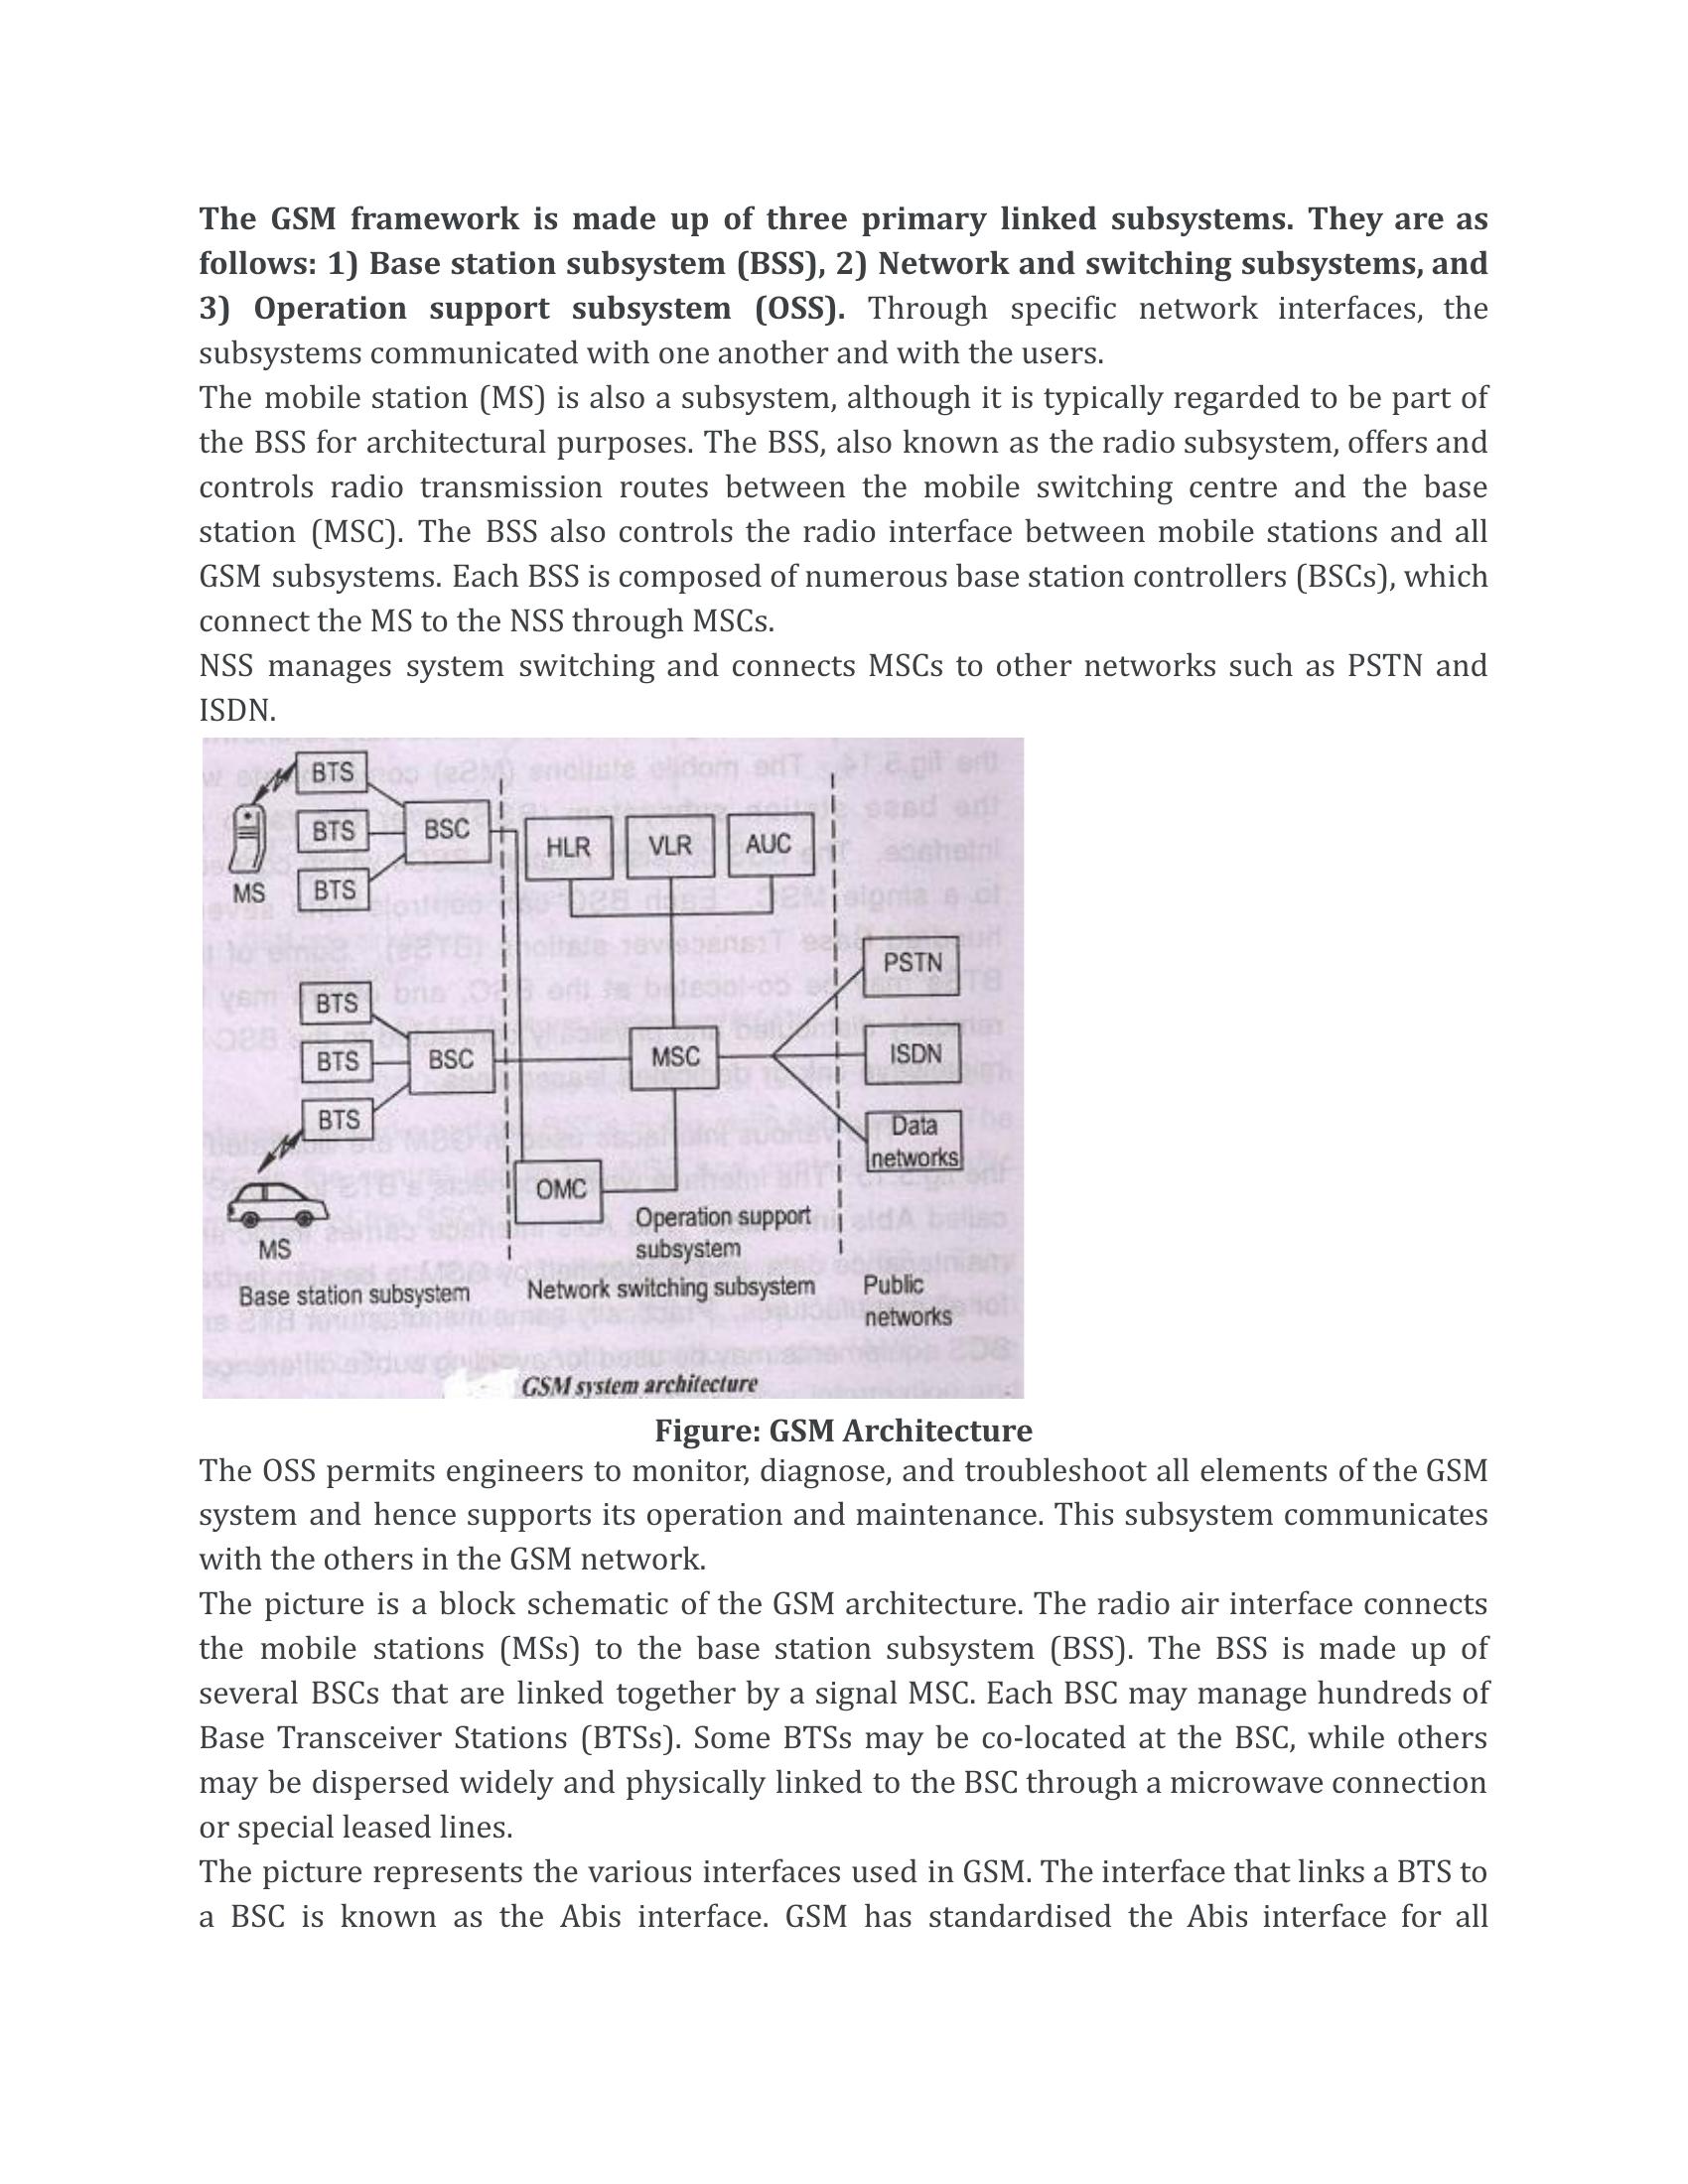 The GSM framework is made up of three primary linked subsystems. They are as
follows: 1) Base station subsystem (BSS), 2) Network and switching subsystems, and
3) Operation support subsystem (OSS). Through specific network interfaces, the
subsystems communicated with one another and with the users.
The mobile station (MS) is also a subsystem, although it is typically regarded to be part of
the BSS for architectural purposes. The BSS, also known as the radio subsystem, offers and
controls radio transmission routes between the mobile switching centre and the base
station (MSC). The BSS also controls the radio interface between mobile stations and all
GSM subsystems. Each BSS is composed of numerous base station controllers (BSCs), which
connect the MS to the NSS through MSCs.
NSS manages system switching and connects MSCs to other networks such as PSTN and
ISDN.
BTS
BTS
BSC
BTS
MS
HLR
VLR
AUC
PSTN
BTS
BTS
BSC
MSC
ISDN
BTS
Data
networks
OMC
MS
Operation support
subsystem
Base station subsystem
Network switching subsystem
Public
networks
GSM system architecture
Figure: GSM Architecture
The OSS permits engineers to monitor, diagnose, and troubleshoot all elements of the GSM
system and hence supports its operation and maintenance. This subsystem communicates
with the others in the GSM network.
The picture is a block schematic of the GSM architecture. The radio air interface connects
the mobile stations (MSs) to the base station subsystem (BSS). The BSS is made up of
several BSCs that are linked together by a signal MSC. Each BSC may manage hundreds of
Base Transceiver Stations (BTSs). Some BTSs may be co-located at the BSC, while others
may be dispersed widely and physically linked to the BSC through a microwave connection
or special leased lines.
The picture represents the various interfaces used in GSM. The interface that links a BTS to
a BSC is known as the Abis interface. GSM has standardised the Abis interface for all